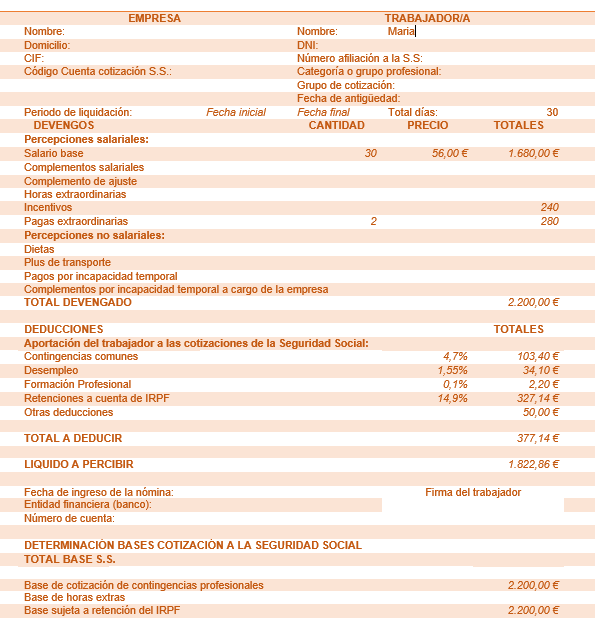 EMPRESA TRABAJADOR/A
Nombre: Nombre: Maria
Domicilio: DNI:
CIF: Número afiliación a la S.S:
Código Cuenta cotización S.S.: Categoría o grupo profesional:
Grupo de cotización:
Fecha de antigüedad:
Periodo de liquidación: Fecha inicial Fecha final Total días: 30
DEVENGOS CANTIDAD PRECIO TOTALES
Percepciones salariales:
Salario base 30 56,00 € 1.680,00 €
Complementos salariales
Complemento de ajuste
Horas extraordinarias
Incentivos 240
Pagas extraordinarias 2 280
Percepciones no salariales:
Dietas
Plus de transporte
Pagos por incapacidad temporal
Complementos por incapacidad temporal a cargo de la empresa
TOTAL DEVENGADO 2.200,00 €
DEDUCCIONES TOTALES
Aportación del trabajador a las cotizaciones de la Seguridad Social:
Contingencias comunes 4,7% 103,40 €
Desempleo 1,55% 34,10 €
Formación Profesional 0,1% 2,20 €
Retenciones a cuenta de IRPF 14,9% 327,14 €
Otras deducciones 50,00 €
TOTAL A DEDUCIR 377,14 €
LIQUIDO A PERCIBIR 1.822,86 €
Fecha de ingreso de la nómina: Firma del trabajador
Entidad financiera (banco):
Número de cuenta:
DETERMINACIÓN BASES COTIZACIÓN A LA SEGURIDAD SOCIAL
TOTAL BASE S.S.
Base de cotización de contingencias profesionales 2.200,00 €
Base de horas extras
Base sujeta a retención del IRPF 2.200,00 €